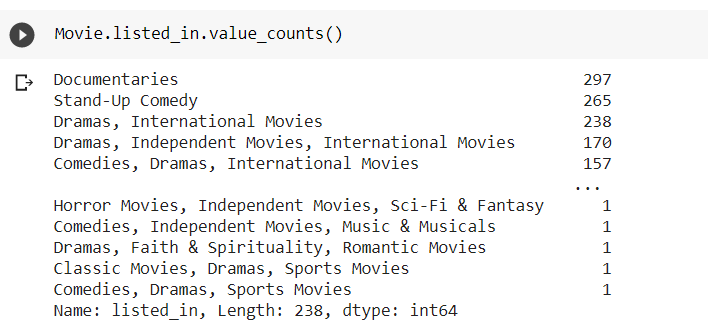 Movie.listed_in.value_counts()
Documentaries 297
Stand-Up Comedy 265
Dramas, International Movies 238
Dramas, Independent Movies, International Movies 170
Comedies, Dramas, International Movies 157
...
Horror Movies, Independent Movies, Sci-Fi & Fantasy 1
Comedies, Independent Movies, Music & Musicals 1
Dramas, Faith & Spirituality, Romantic Movies 1
Classic Movies, Dramas, Sports Movies 1
Comedies, Dramas, Sports Movies 1
Name: listed_in, Length: 238, dtype: int64